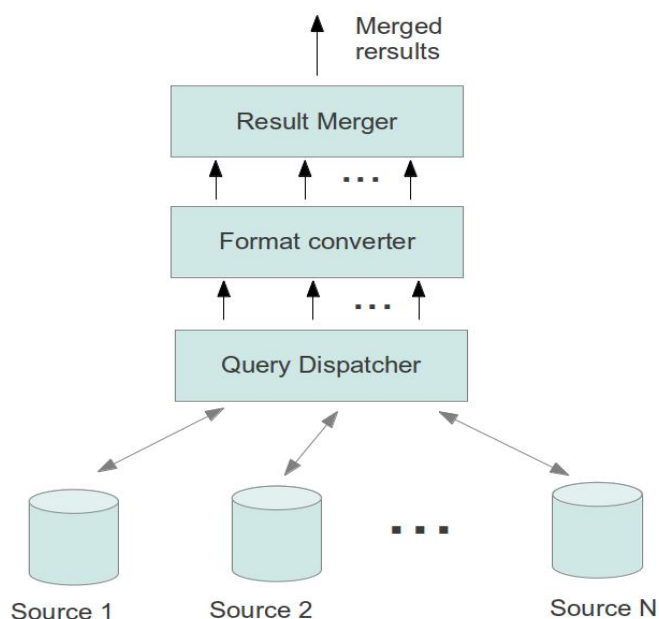 Merged
rersults
Result Merger
...
Format converter
...
Query Dispatcher
...
Source 1
Source 2
Source N